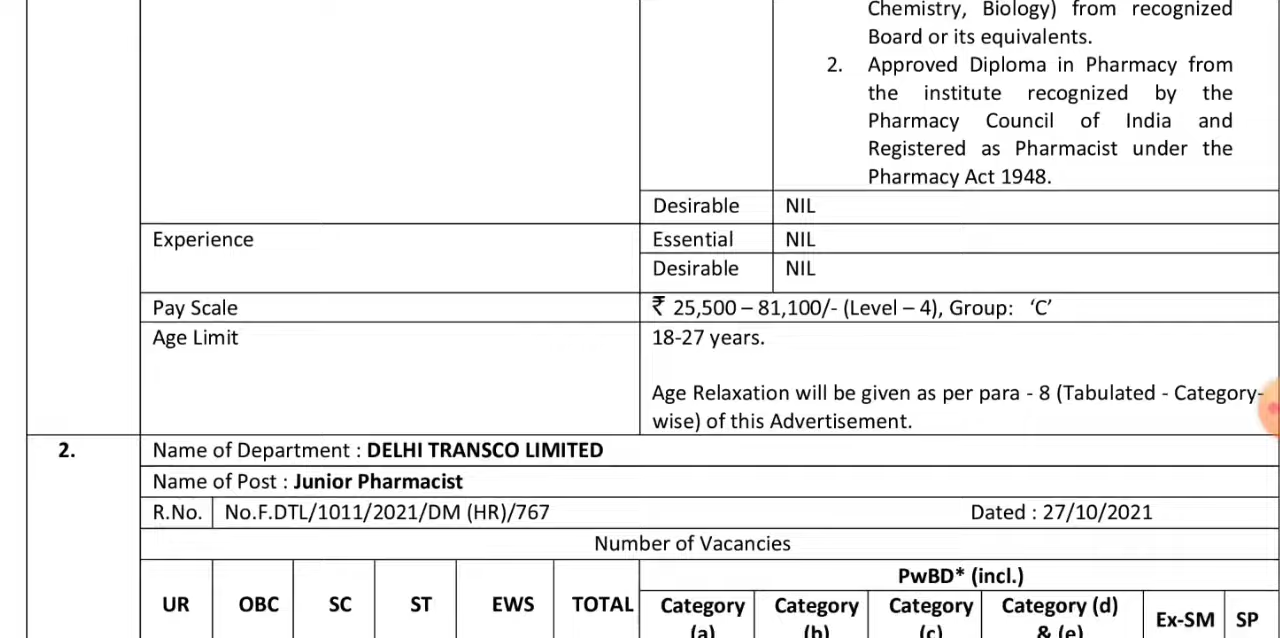 Chemistry, Biology) from recognized
Board or its equivalents.
2. Approved Diploma in Pharmacy from
the institute recognized by the
Pharmacy Council of India and
Registered as Pharmacist under the
Pharmacy Act 1948.
Desirable NIL
Experience Essential NIL
Desirable NIL
Pay Scale ₹ 25,500 – 81,100/- (Level – 4), Group: ‘C’
Age Limit 18-27 years.
Age Relaxation will be given as per para - 8 (Tabulated - Category-
wise) of this Advertisement.
2. Name of Department : DELHI TRANSCO LIMITED
Name of Post : Junior Pharmacist
R.No. No.F.DTL/1011/2021/DM (HR)/767 Dated : 27/10/2021
Number of Vacancies
PwBD* (incl.)
UR OBC SC ST EWS TOTAL Category Category Category Category (d) Ex-SM SP
(a) (b) (c) & (e)